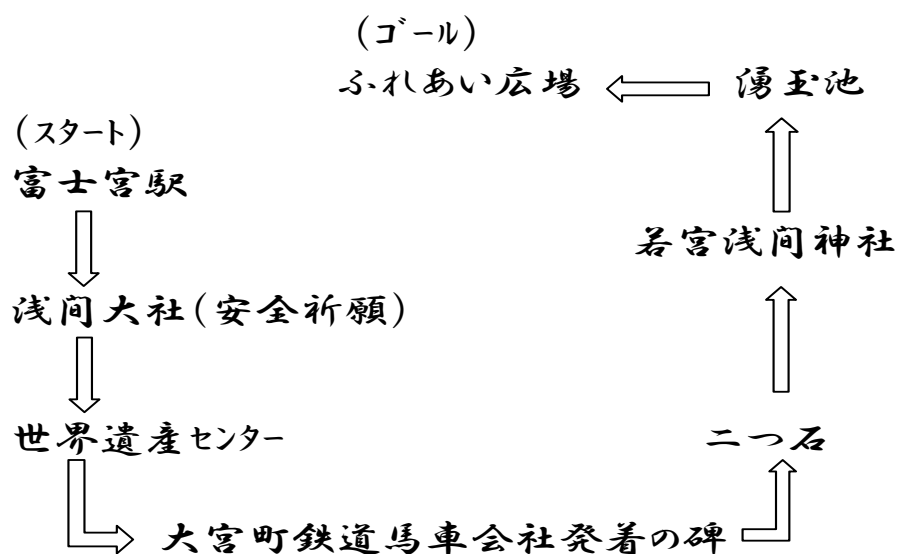 (スタート)
富士宮駅
浅間大社(安全祈願)
世界遺産センター
大宮町鉄道馬車会社発着の碑
二つ石
若宮浅間神社
湧玉池
(ゴール)
ふれあい広場